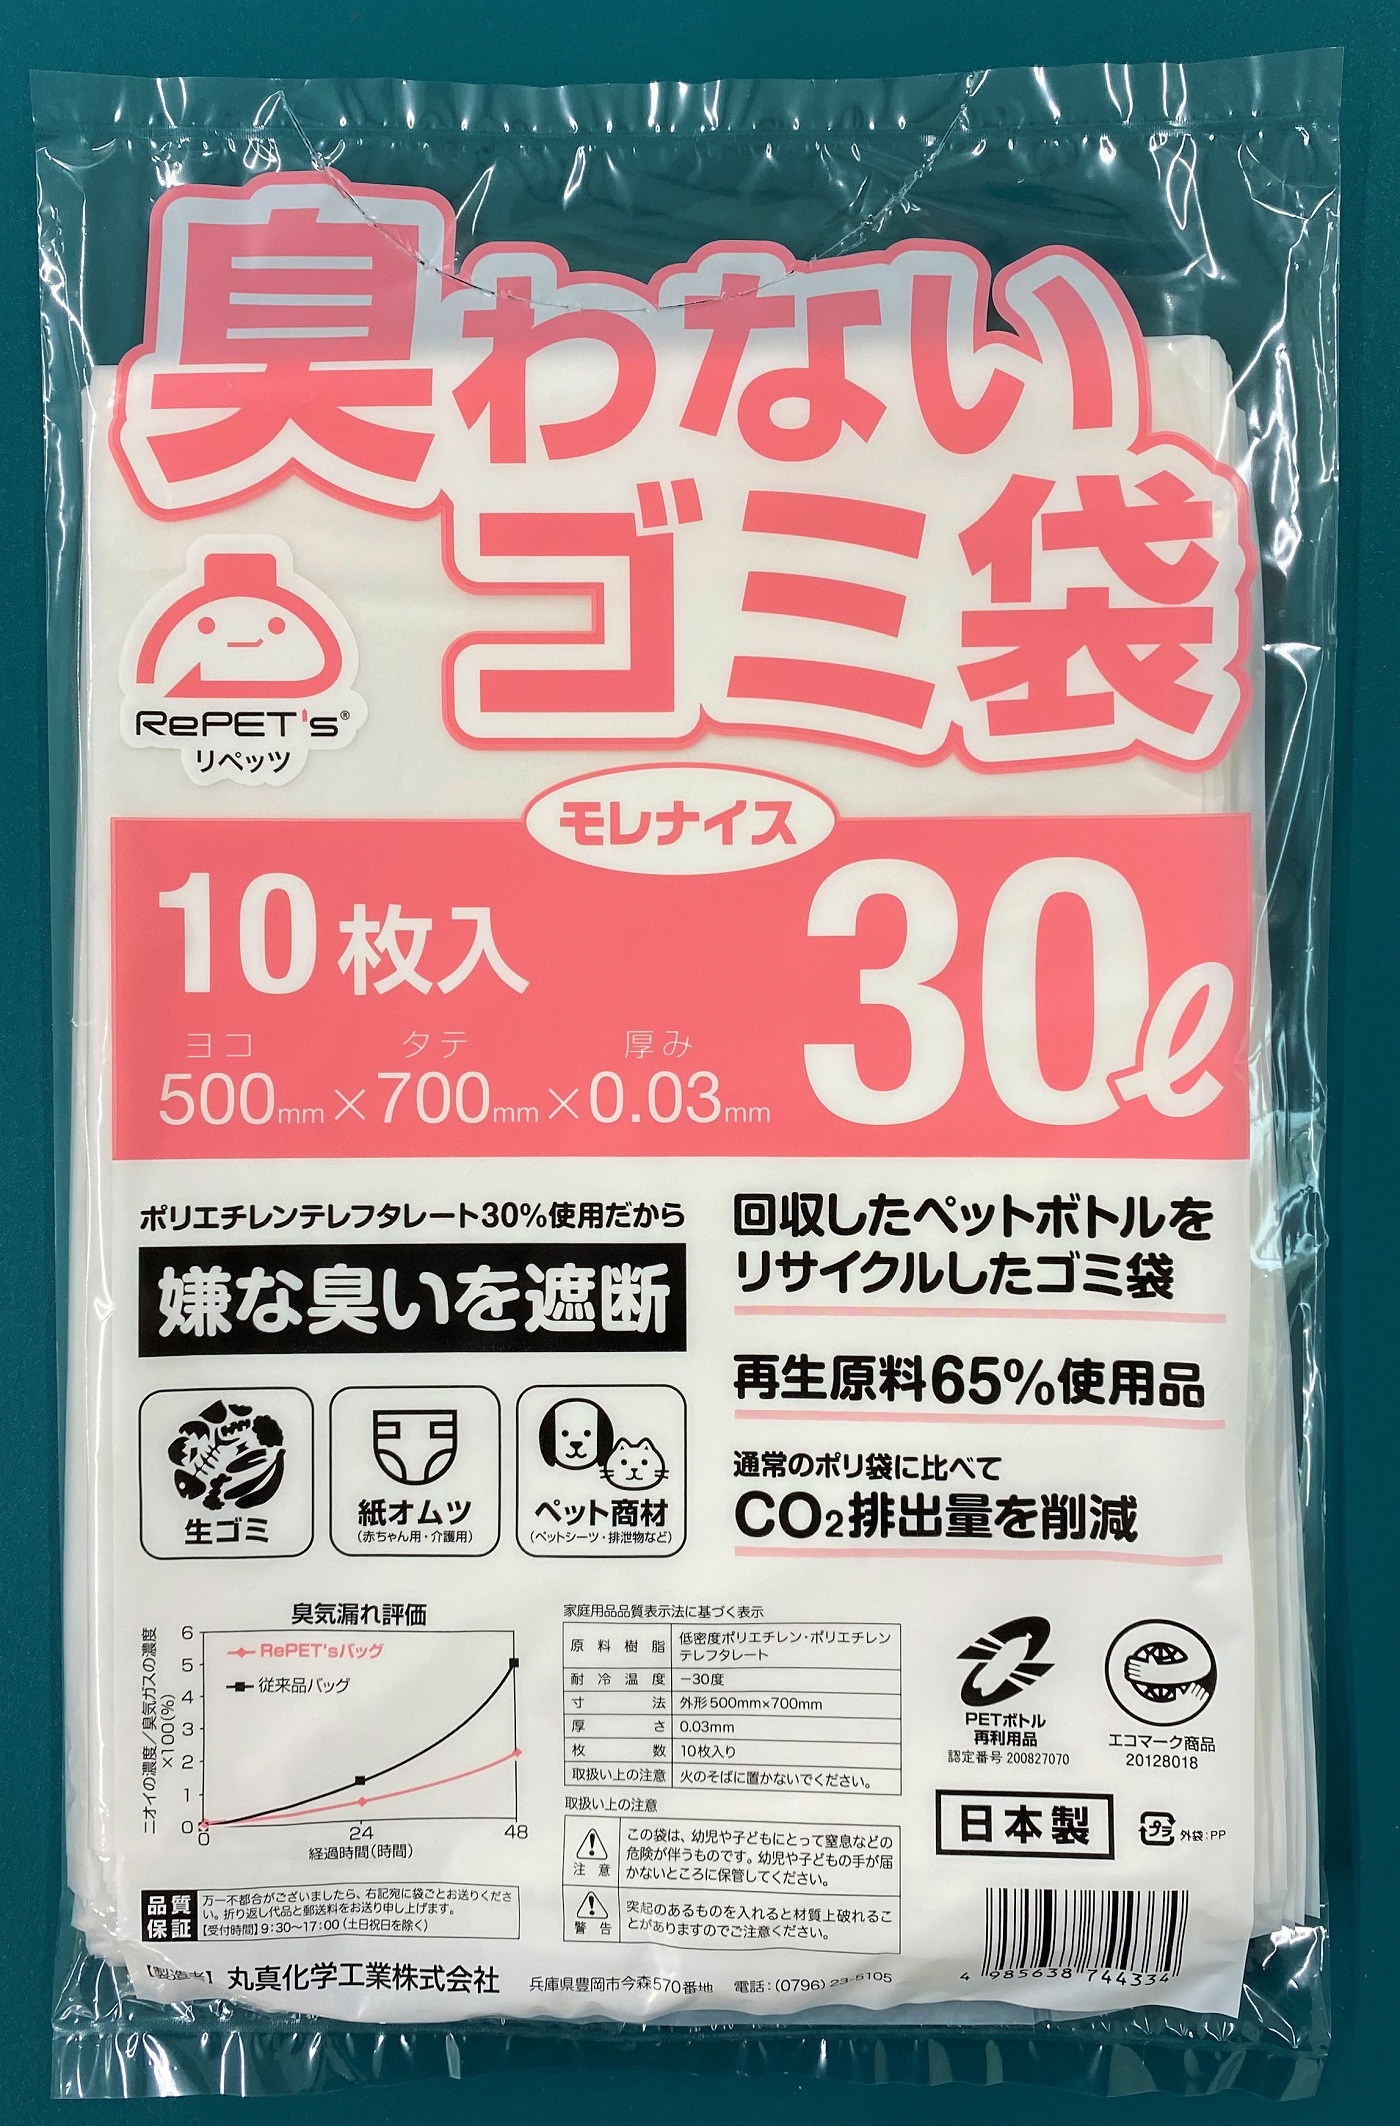 臭わない
ゴミ袋
RePET's®
リペッツ
モレナイス
10枚入
30ℓ
ヨコ タテ 厚み
500mm×700mm×0.03mm
ポリエチレンテレフタレート30%使用だから
嫌な臭いを遮断
生ゴミ
紙オムツ
(赤ちゃん用・介護用)
ペット商材
(ペットシーツ・排泄物など)
回収したペットボトルを
リサイクルしたゴミ袋
再生原料65%使用品
通常のポリ袋に比べて
CO₂排出量を削減
臭気漏れ評価
ニオイの濃度/臭気ガスの濃度
×100(%)
6
5
4
3
2
1
0
RePET'sバッグ
従来品バッグ
0 24 48
経過時間(時間)
家庭用品品質表示法に基づく表示
原料樹脂 低密度ポリエチレン・ポリエチレン
テレフタレート
耐冷温度 −30度
寸法 外形500mm×700mm
厚さ 0.03mm
枚数 10枚入り
取扱い上の注意 火のそばに置かないでください。
取扱い上の注意
注意
この袋は、幼児や子どもにとって窒息などの
危険が伴うものです。幼児や子どもの手が届
かないところに保管してください。
警告
突起のあるものを入れると材質上破れるこ
とがありますのでご注意ください。
PETボトル
再利用品
認定番号 200827070
エコマーク商品
20128018
日本製
プラ
外袋:PP
品質
保証
万一不都合がございましたら、右記宛に袋ごとお送りくださ
い。折り返し代品と郵送料をお送り申し上げます。
【受付時間】9:30〜17:00(土日祝日を除く)
【製造者】丸真化学工業株式会社 兵庫県豊岡市今森570番地 電話:(0796)23-5105
4 985638 744334